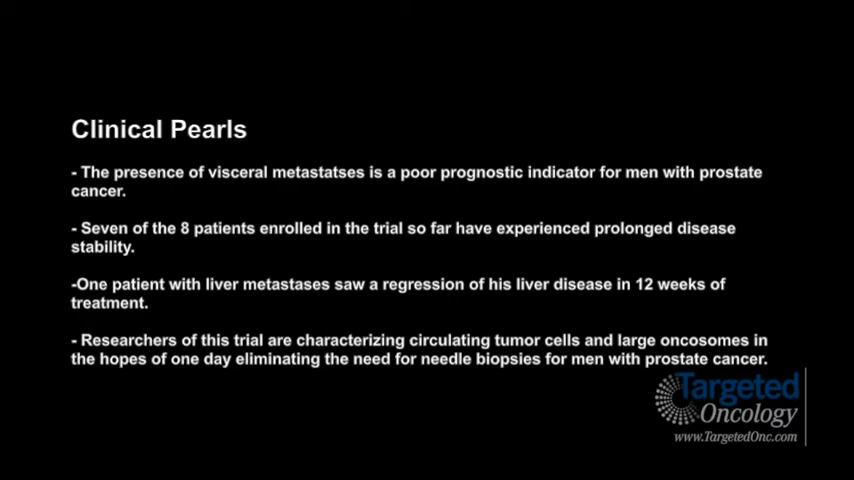 Clinical Pearls
- The presence of visceral metastatses is a poor prognostic indicator for men with prostate
cancer.
- Seven of the 8 patients enrolled in the trial so far have experienced prolonged disease
stability.
-One patient with liver metastases saw a regression of his liver disease in 12 weeks of
treatment.
- Researchers of this trial are characterizing circulating tumor cells and large oncosomes in
the hopes of one day eliminating the need for needle biopsies for men with prostate cancer.
Targeted
Oncology
www.TargetedOnc.com